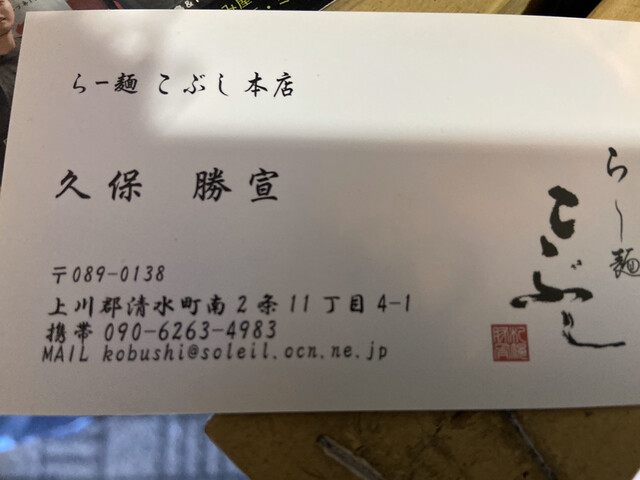 らー麺 こぶし本店
久保 勝宣
〒089-0138
上川郡清水町南2条11丁目4-1
携帯 090-6263-4983
MAIL kobushi@soleil.ocn.ne.jp
らー麺
こぶし